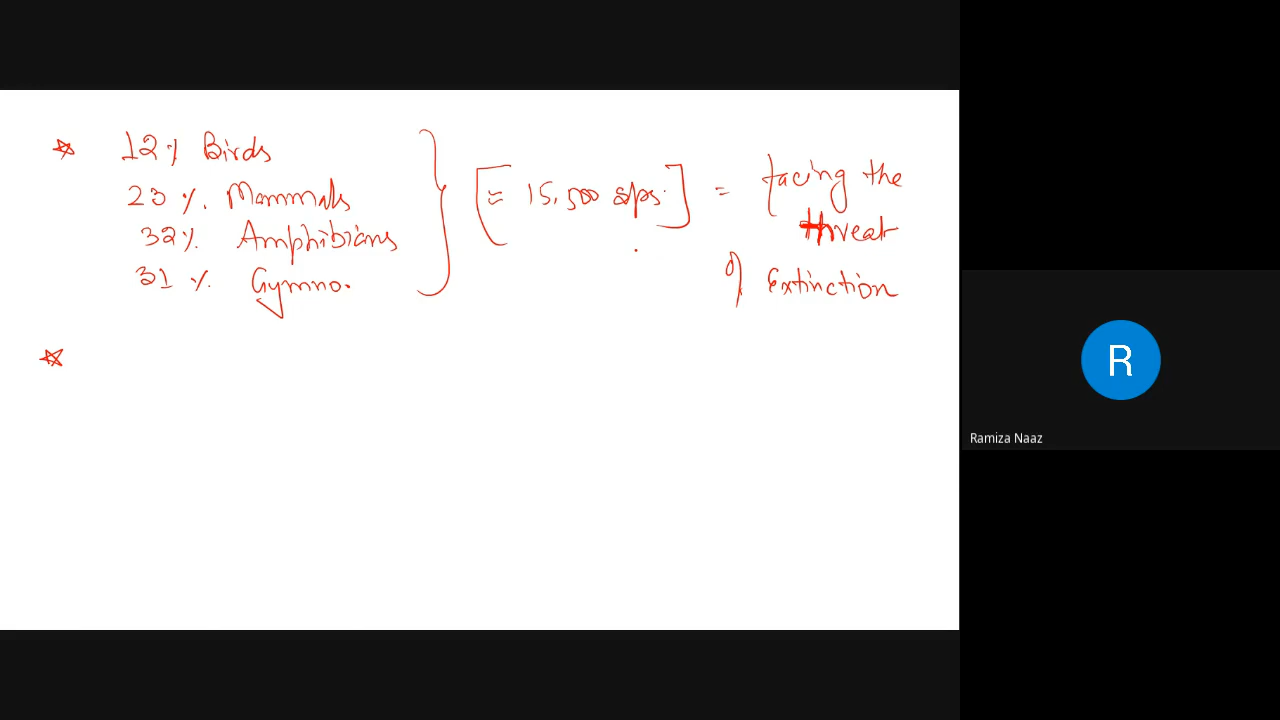 ☆ 12% Birds
23 %. Mammals
32%. Amphibians
31 %. Gymno.
[≈ 15,500 sps.] = facing the
threat
of Extinction
☆
R
Ramiza Naaz